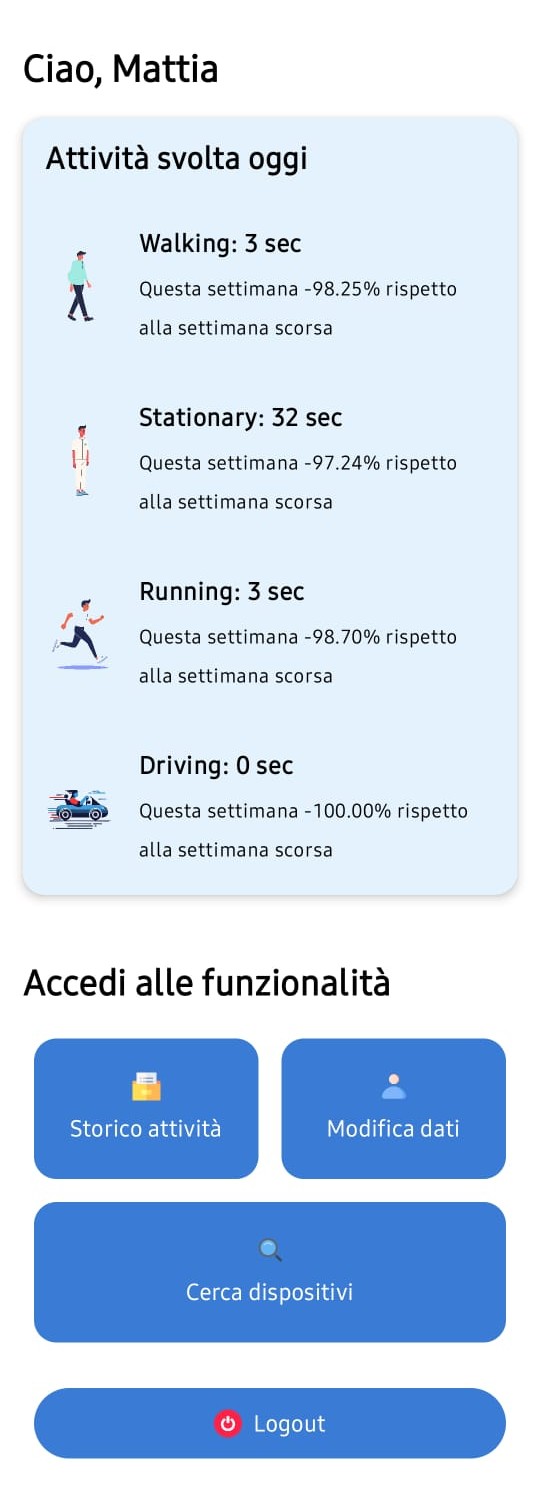 Ciao, Mattia
Attività svolta oggi
Walking: 3 sec
Questa settimana -98.25% rispetto
alla settimana scorsa
Stationary: 32 sec
Questa settimana -97.24% rispetto
alla settimana scorsa
Running: 3 sec
Questa settimana -98.70% rispetto
alla settimana scorsa
Driving: 0 sec
Questa settimana -100.00% rispetto
alla settimana scorsa
Accedi alle funzionalità
Storico attività
Modifica dati
Cerca dispositivi
Logout